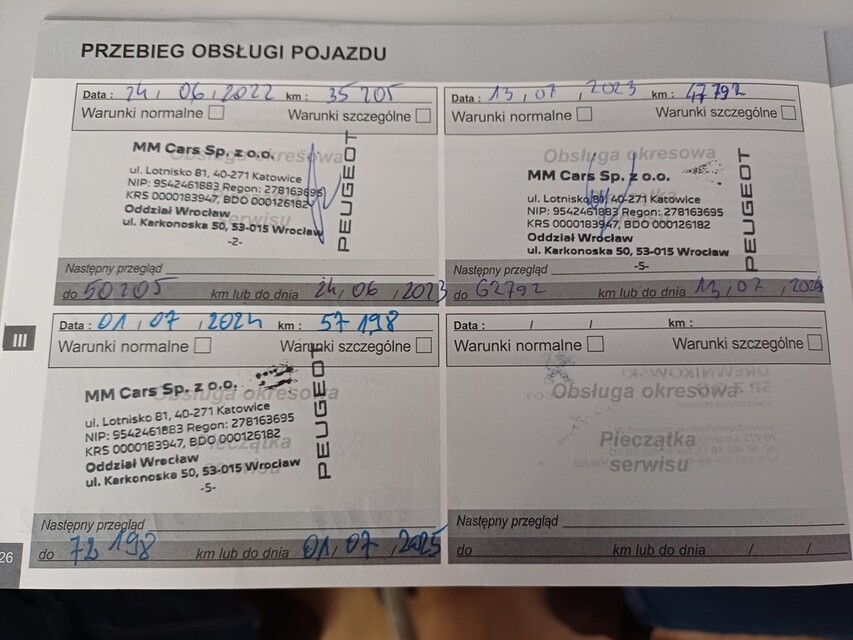 PRZEBIEG OBSŁUGI POJAZDU
Data : 24, 06, 2022 km : 35 205
Warunki normalne Warunki szczególne
Obsługa okresowa
MM Cars Sp. z o.o.
ul. Lotnisko 81, 40-271 Katowice
NIP: 9542461883 Regon: 278163695
KRS 0000183947, BDO 000126182
Oddział Wrocław
serwisu
ul. Karkonoska 50, 53-015 Wrocław
-2-
PEUGEOT
Następny przegląd
do 50205 km lub do dnia 24, 06, 2023
Data : 13, 07, 2023 km : 47792
Warunki normalne Warunki szczególne
Obsługa okresowa
MM Cars Sp. z o.o.
ul. Lotnisko 81, 40-271 Katowice
NIP: 9542461883 Regon: 278163695
KRS 0000183947, BDO 000126182
Oddział Wrocław
ul. Karkonoska 50, 53-015 Wrocław
-5-
PEUGEOT
Następny przegląd
do 62792 km lub do dnia 13, 07, 2024
III
Data : 01, 07, 2024 km : 57 198
Warunki normalne Warunki szczególne
Obsługa okresowa
MM Cars Sp. z o.o.
ul. Lotnisko 81, 40-271 Katowice
NIP: 9542461883 Regon: 278163695
KRS 0000183947, BDO 000126182
Pieczątka
Oddział Wrocław
ul. Karkonoska 50, 53-015 Wrocław
-5-
PEUGEOT
Następny przegląd
do 72 198 km lub do dnia 01, 07, 2025
Data : / / km :
Warunki normalne Warunki szczególne
Obsługa okresowa
Pieczątka
serwisu
Następny przegląd
do km lub do dnia / /
26